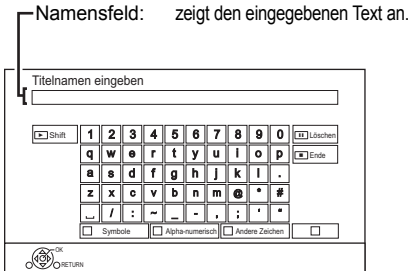 Namensfeld: zeigt den eingegebenen Text an.
Titelnamen eingeben
Shift 1 2 3 4 5 6 7 8 9 0 Löschen
q w e r t y u i o p Ende
a s d f g h j k l .
z x c v b n m @ * #
⎵ / : ~ _ - , ; ' "
Symbole Alpha-numerisch Andere Zeichen
OK
RETURN